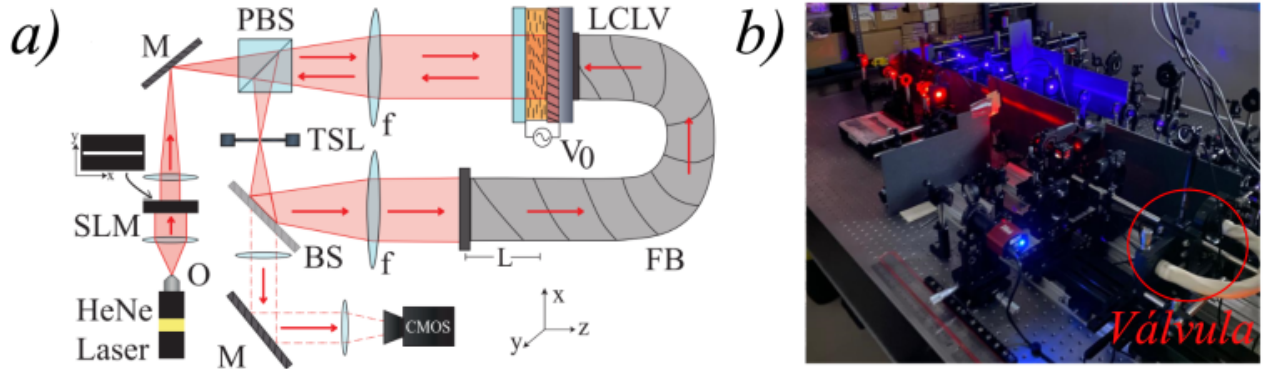 a)
M
PBS
LCLV
f
V0
TSL
y
x
SLM
BS
f
L
FB
O
HeNe
Laser
M
CMOS
x
y
z
b)
Válvula